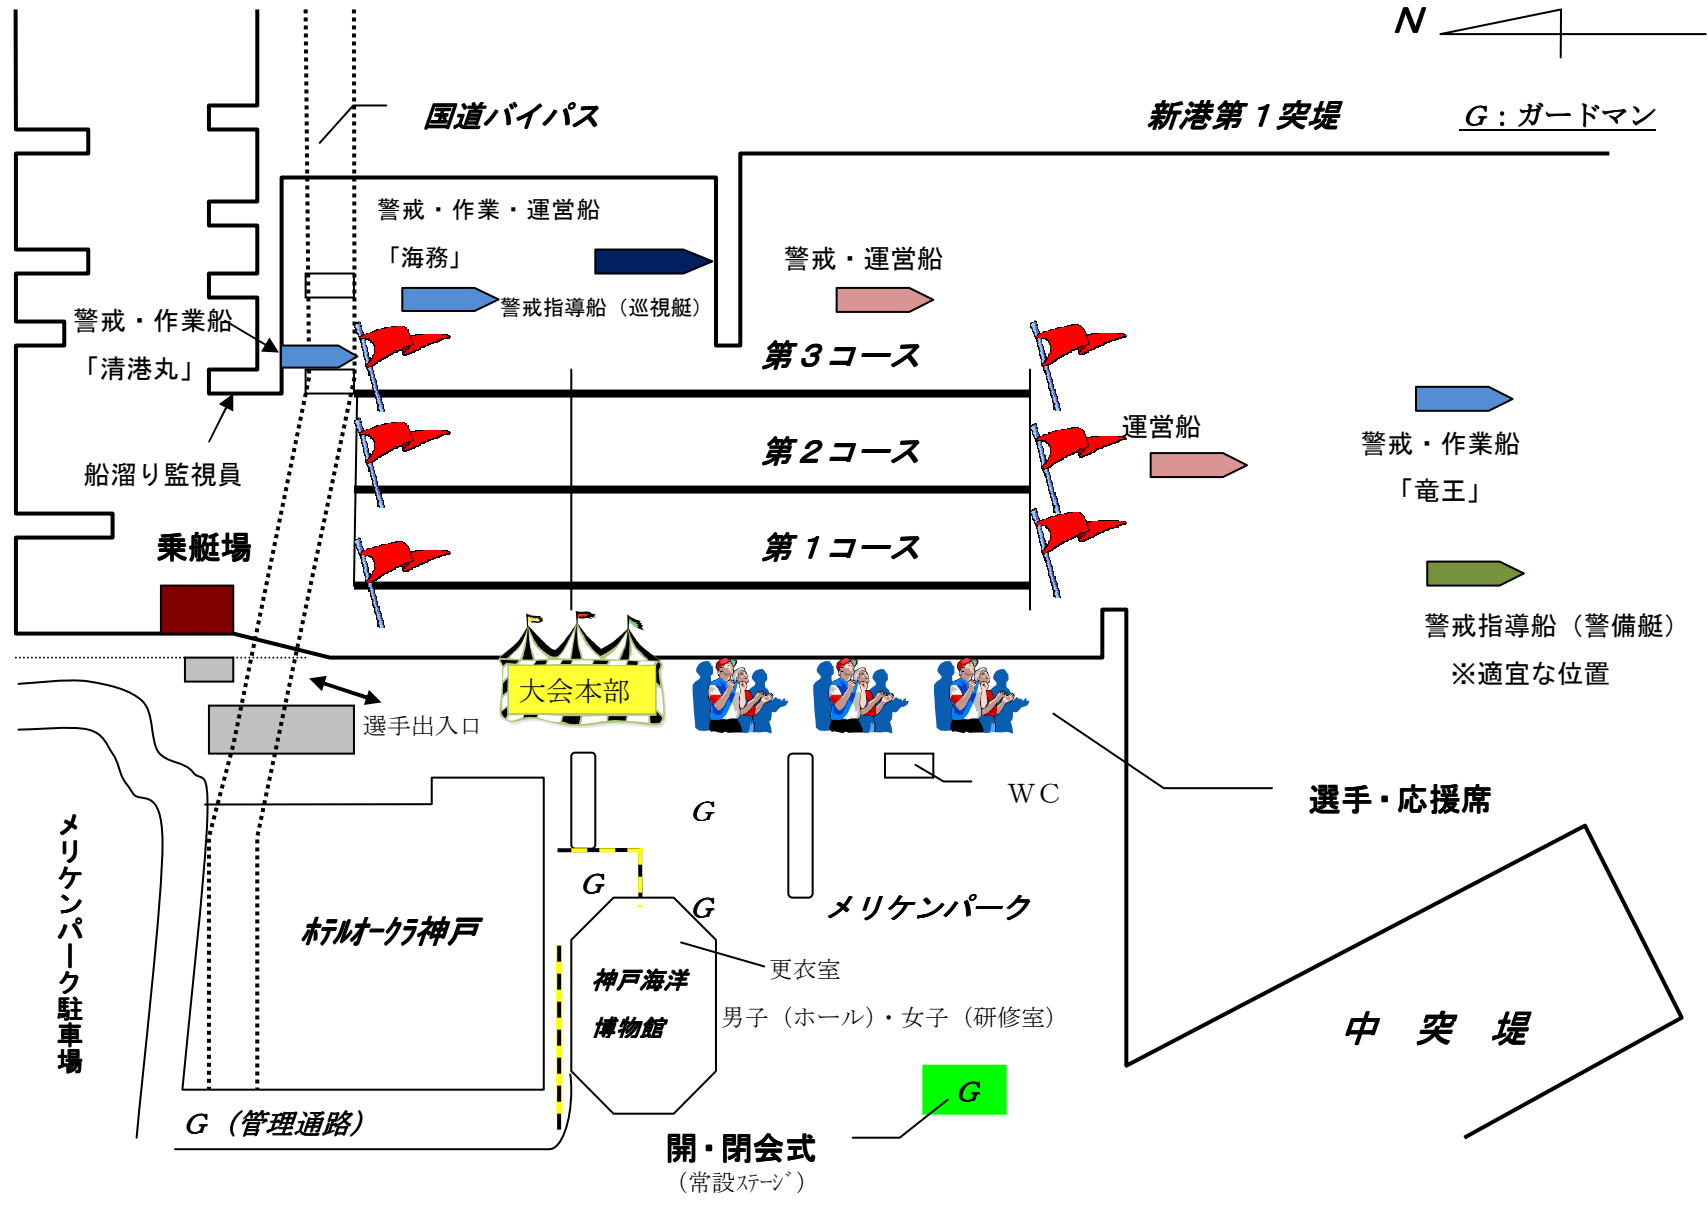 N
国道バイパス
新港第1突堤
G：ガードマン
警戒・作業・運営船
「海務」
警戒・運営船
警戒指導船（巡視艇）
警戒・作業船
「清港丸」
第３コース
運営船
第２コース
警戒・作業船
「竜王」
船溜り監視員
乗艇場
第１コース
警戒指導船（警備艇）
※適宜な位置
大会本部
選手出入口
選手・応援席
ＷＣ
G
メリケンパーク駐車場
G
G
メリケンパーク
ﾎﾃﾙｵｰｸﾗ神戸
更衣室
神戸海洋
博物館
男子（ホール）・女子（研修室）
中　突　堤
G
G（管理通路）
開・閉会式
（常設ｽﾃｰｼﾞ）